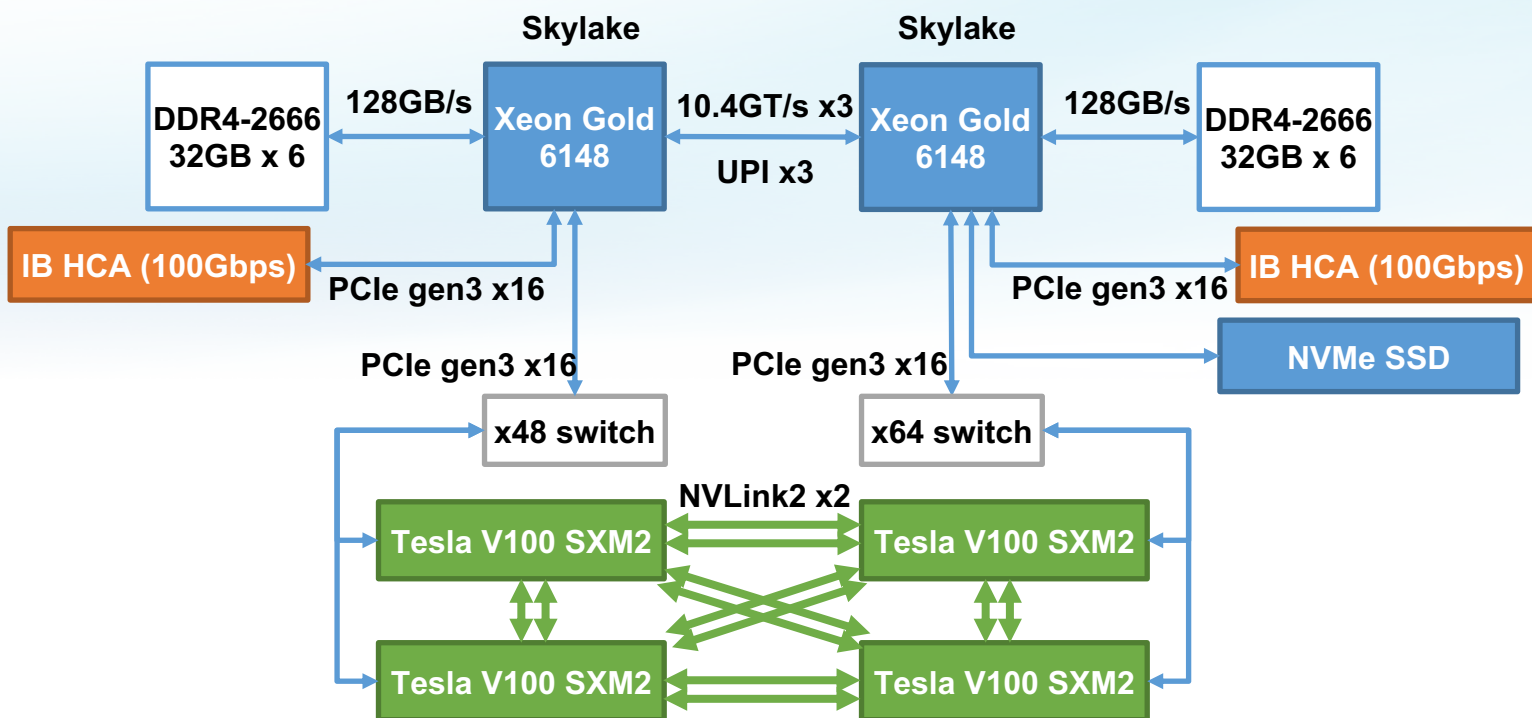 Skylake
Skylake
DDR4-2666
32GB x 6
128GB/s
Xeon Gold
6148
10.4GT/s x3
UPI x3
Xeon Gold
6148
128GB/s
DDR4-2666
32GB x 6
IB HCA (100Gbps)
PCIe gen3 x16
PCIe gen3 x16
IB HCA (100Gbps)
NVMe SSD
PCIe gen3 x16
PCIe gen3 x16
x48 switch
x64 switch
NVLink2 x2
Tesla V100 SXM2
Tesla V100 SXM2
Tesla V100 SXM2
Tesla V100 SXM2